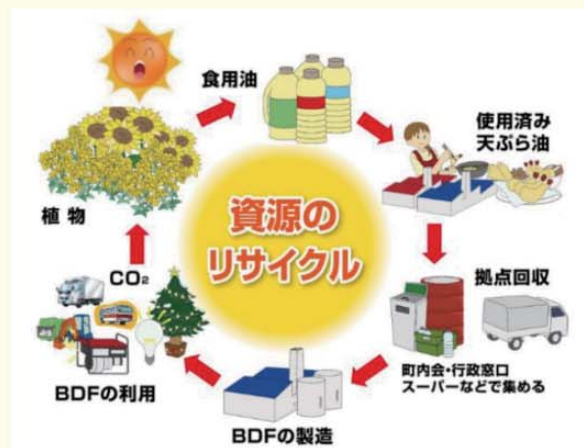 食用油
使用済み
天ぷら油
植物
資源の
リサイクル
CO₂
拠点回収
町内会・行政窓口
スーパーなどで集める
BDFの利用
BDFの製造